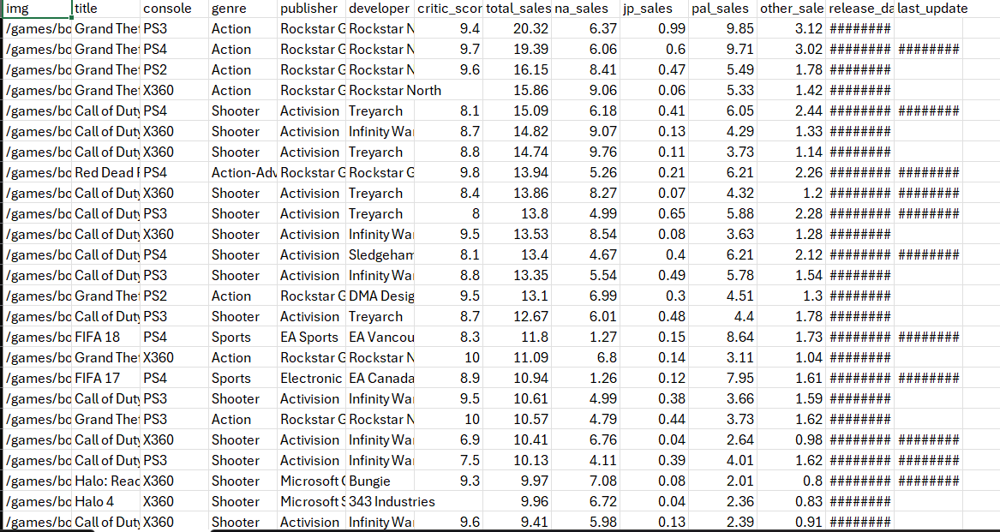 img title console genre publisher developer critic_scor total_sales na_sales jp_sales pal_sales other_sale release_da last_update
/games/bo Grand Thef PS3 Action Rockstar G Rockstar N 9.4 20.32 6.37 0.99 9.85 3.12 ########
/games/bo Grand Thef PS4 Action Rockstar G Rockstar N 9.7 19.39 6.06 0.6 9.71 3.02 ######## ########
/games/bo Grand Thef PS2 Action Rockstar G Rockstar N 9.6 16.15 8.41 0.47 5.49 1.78 ########
/games/bo Grand Thef X360 Action Rockstar G Rockstar North 15.86 9.06 0.06 5.33 1.42 ########
/games/bo Call of Duty PS4 Shooter Activision Treyarch 8.1 15.09 6.18 0.41 6.05 2.44 ######## ########
/games/bo Call of Duty X360 Shooter Activision Infinity War 8.7 14.82 9.07 0.13 4.29 1.33 ########
/games/bo Call of Duty X360 Shooter Activision Treyarch 8.8 14.74 9.76 0.11 3.73 1.14 ########
/games/bo Red Dead R PS4 Action-Adv Rockstar G Rockstar G 9.8 13.94 5.26 0.21 6.21 2.26 ######## ########
/games/bo Call of Duty X360 Shooter Activision Treyarch 8.4 13.86 8.27 0.07 4.32 1.2 ######## ########
/games/bo Call of Duty PS3 Shooter Activision Treyarch 8 13.8 4.99 0.65 5.88 2.28 ######## ########
/games/bo Call of Duty X360 Shooter Activision Infinity War 9.5 13.53 8.54 0.08 3.63 1.28 ########
/games/bo Call of Duty PS4 Shooter Activision Sledgeham 8.1 13.4 4.67 0.4 6.21 2.12 ######## ########
/games/bo Call of Duty PS3 Shooter Activision Infinity War 8.8 13.35 5.54 0.49 5.78 1.54 ########
/games/bo Grand Thef PS2 Action Rockstar G DMA Desig 9.5 13.1 6.99 0.3 4.51 1.3 ########
/games/bo Call of Duty PS3 Shooter Activision Treyarch 8.7 12.67 6.01 0.48 4.4 1.78 ########
/games/bo FIFA 18 PS4 Sports EA Sports EA Vancou 8.3 11.8 1.27 0.15 8.64 1.73 ######## ########
/games/bo Grand Thef X360 Action Rockstar G Rockstar N 10 11.09 6.8 0.14 3.11 1.04 ########
/games/bo FIFA 17 PS4 Sports Electronic EA Canada 8.9 10.94 1.26 0.12 7.95 1.61 ######## ########
/games/bo Call of Duty PS3 Shooter Activision Infinity War 9.5 10.61 4.99 0.38 3.66 1.59 ########
/games/bo Grand Thef PS3 Action Rockstar G Rockstar N 10 10.57 4.79 0.44 3.73 1.62 ########
/games/bo Call of Duty X360 Shooter Activision Infinity War 6.9 10.41 6.76 0.04 2.64 0.98 ######## ########
/games/bo Call of Duty PS3 Shooter Activision Infinity War 7.5 10.13 4.11 0.39 4.01 1.62 ######## ########
/games/bo Halo: Reac X360 Shooter Microsoft G Bungie 9.3 9.97 7.08 0.08 2.01 0.8 ######## ########
/games/bo Halo 4 X360 Shooter Microsoft S 343 Industries 9.96 6.72 0.04 2.36 0.83 ########
/games/bo Call of Duty X360 Shooter Activision Infinity War 9.6 9.41 5.98 0.13 2.39 0.91 ########